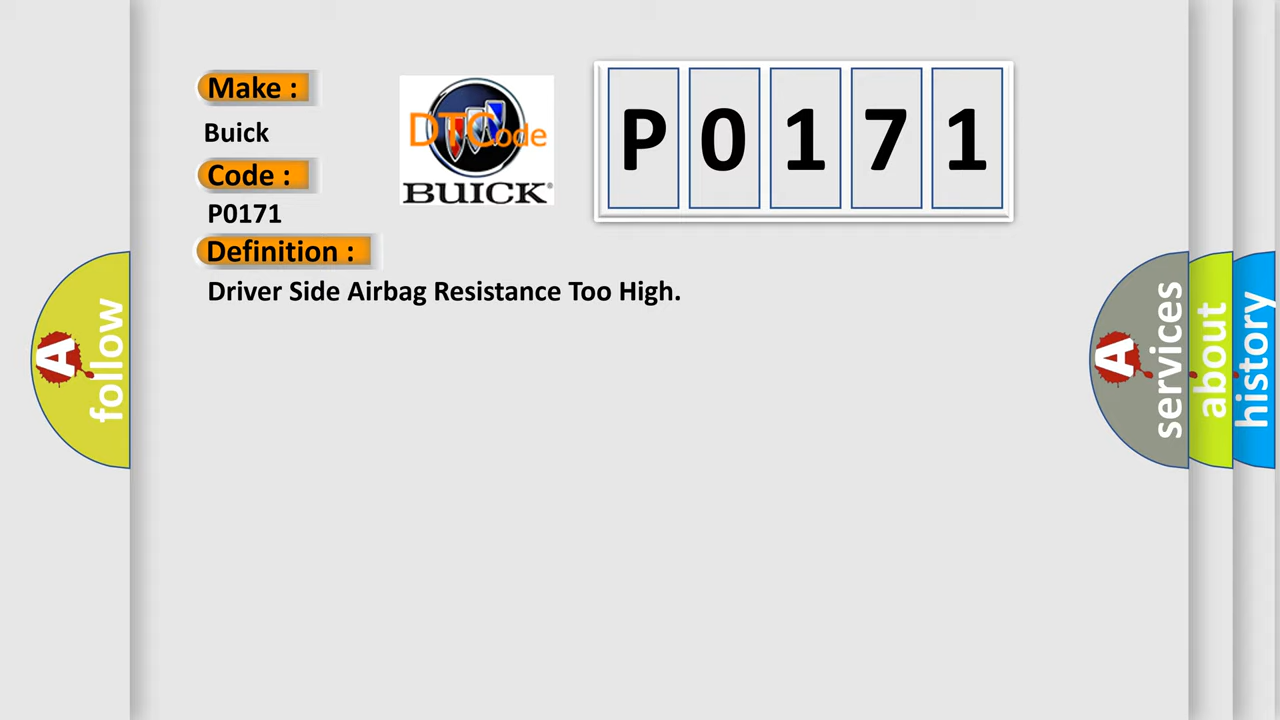 Make :
Buick
Code :
P0171
Definition :
Driver Side Airbag Resistance Too High.
DTCode
BUICK®
P 0 1 7 1
A
follow
A
services
about
history